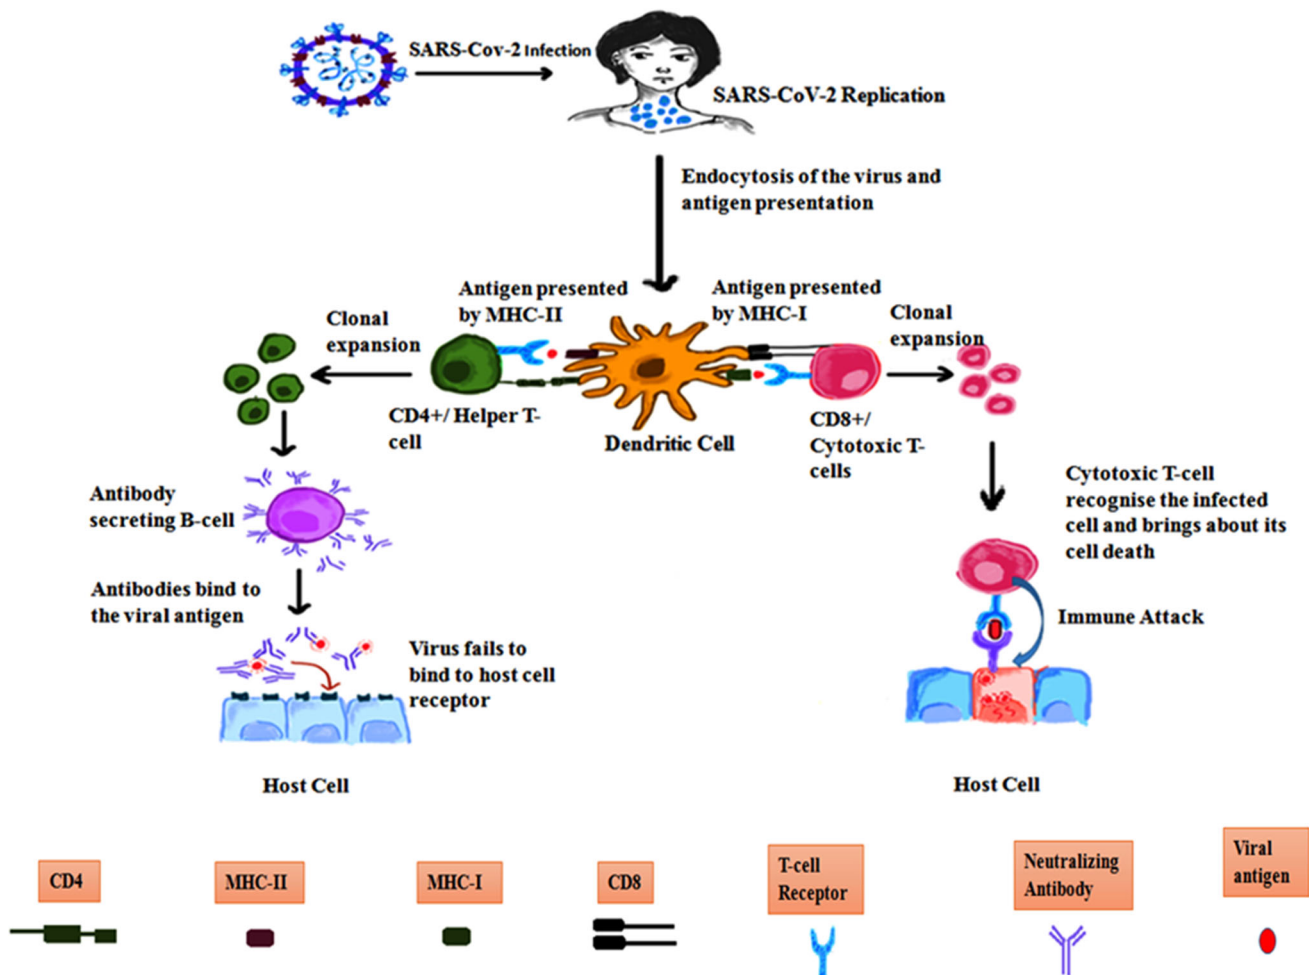 SARS-Cov-2 Infection
SARS-CoV-2 Replication
Endocytosis of the virus and
antigen presentation
Antigen presented
by MHC-II
Antigen presented
by MHC-I
Clonal
expansion
Clonal
expansion
CD4+/ Helper T-
cell
Dendritic Cell
CD8+/
Cytotoxic T-
cells
Antibody
secreting B-cell
Cytotoxic T-cell
recognise the infected
cell and brings about its
cell death
Antibodies bind to
the viral antigen
Immune Attack
Virus fails to
bind to host cell
receptor
Host Cell
Host Cell
CD4
MHC-II
MHC-I
CD8
T-cell
Receptor
Neutralizing
Antibody
Viral
antigen